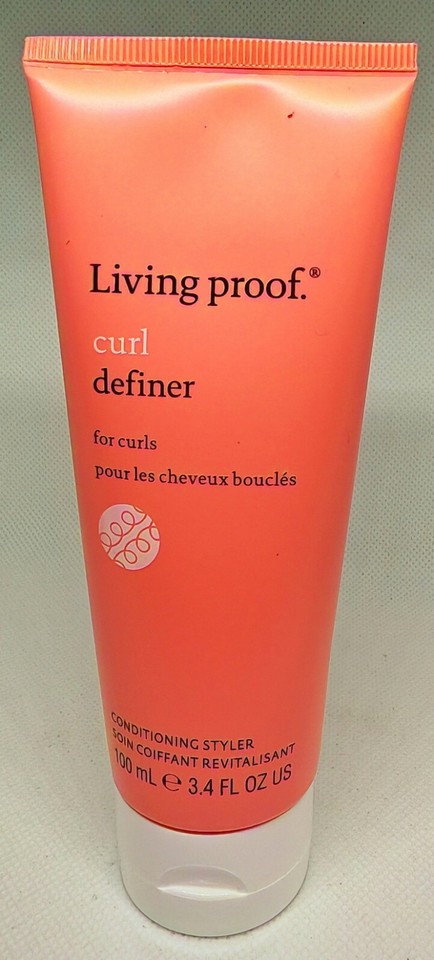 Living proof.®
curl
definer
for curls
pour les cheveux bouclés
CONDITIONING STYLER
SOIN COIFFANT REVITALISANT
100 mL ℮ 3.4 FL OZ US